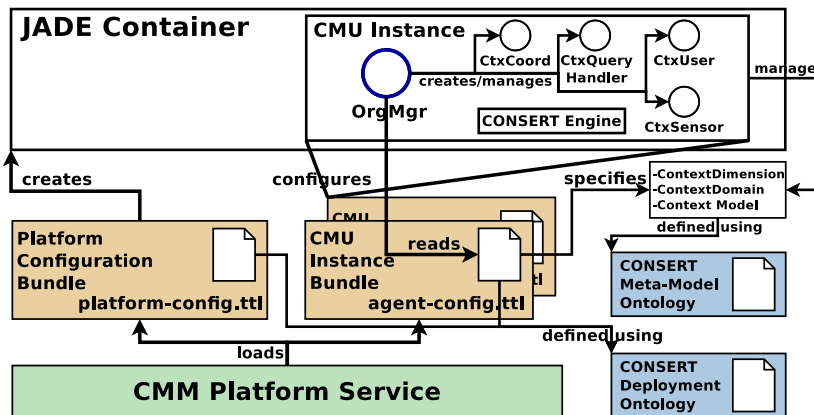 JADE Container
CMU Instance
CtxCoord
CtxQuery
Handler
CtxUser
creates/manages
manage
OrgMgr
CONSERT Engine
CtxSensor
creates
configures
specifies
-ContextDimension
-ContextDomain
-Context Model
defined using
Platform
Configuration
Bundle
platform-config.ttl
CMU
CMU
Instance
Bundle
reads
agent-config.ttl
tl
CONSERT
Meta-Model
Ontology
loads
defined using
CMM Platform Service
CONSERT
Deployment
Ontology